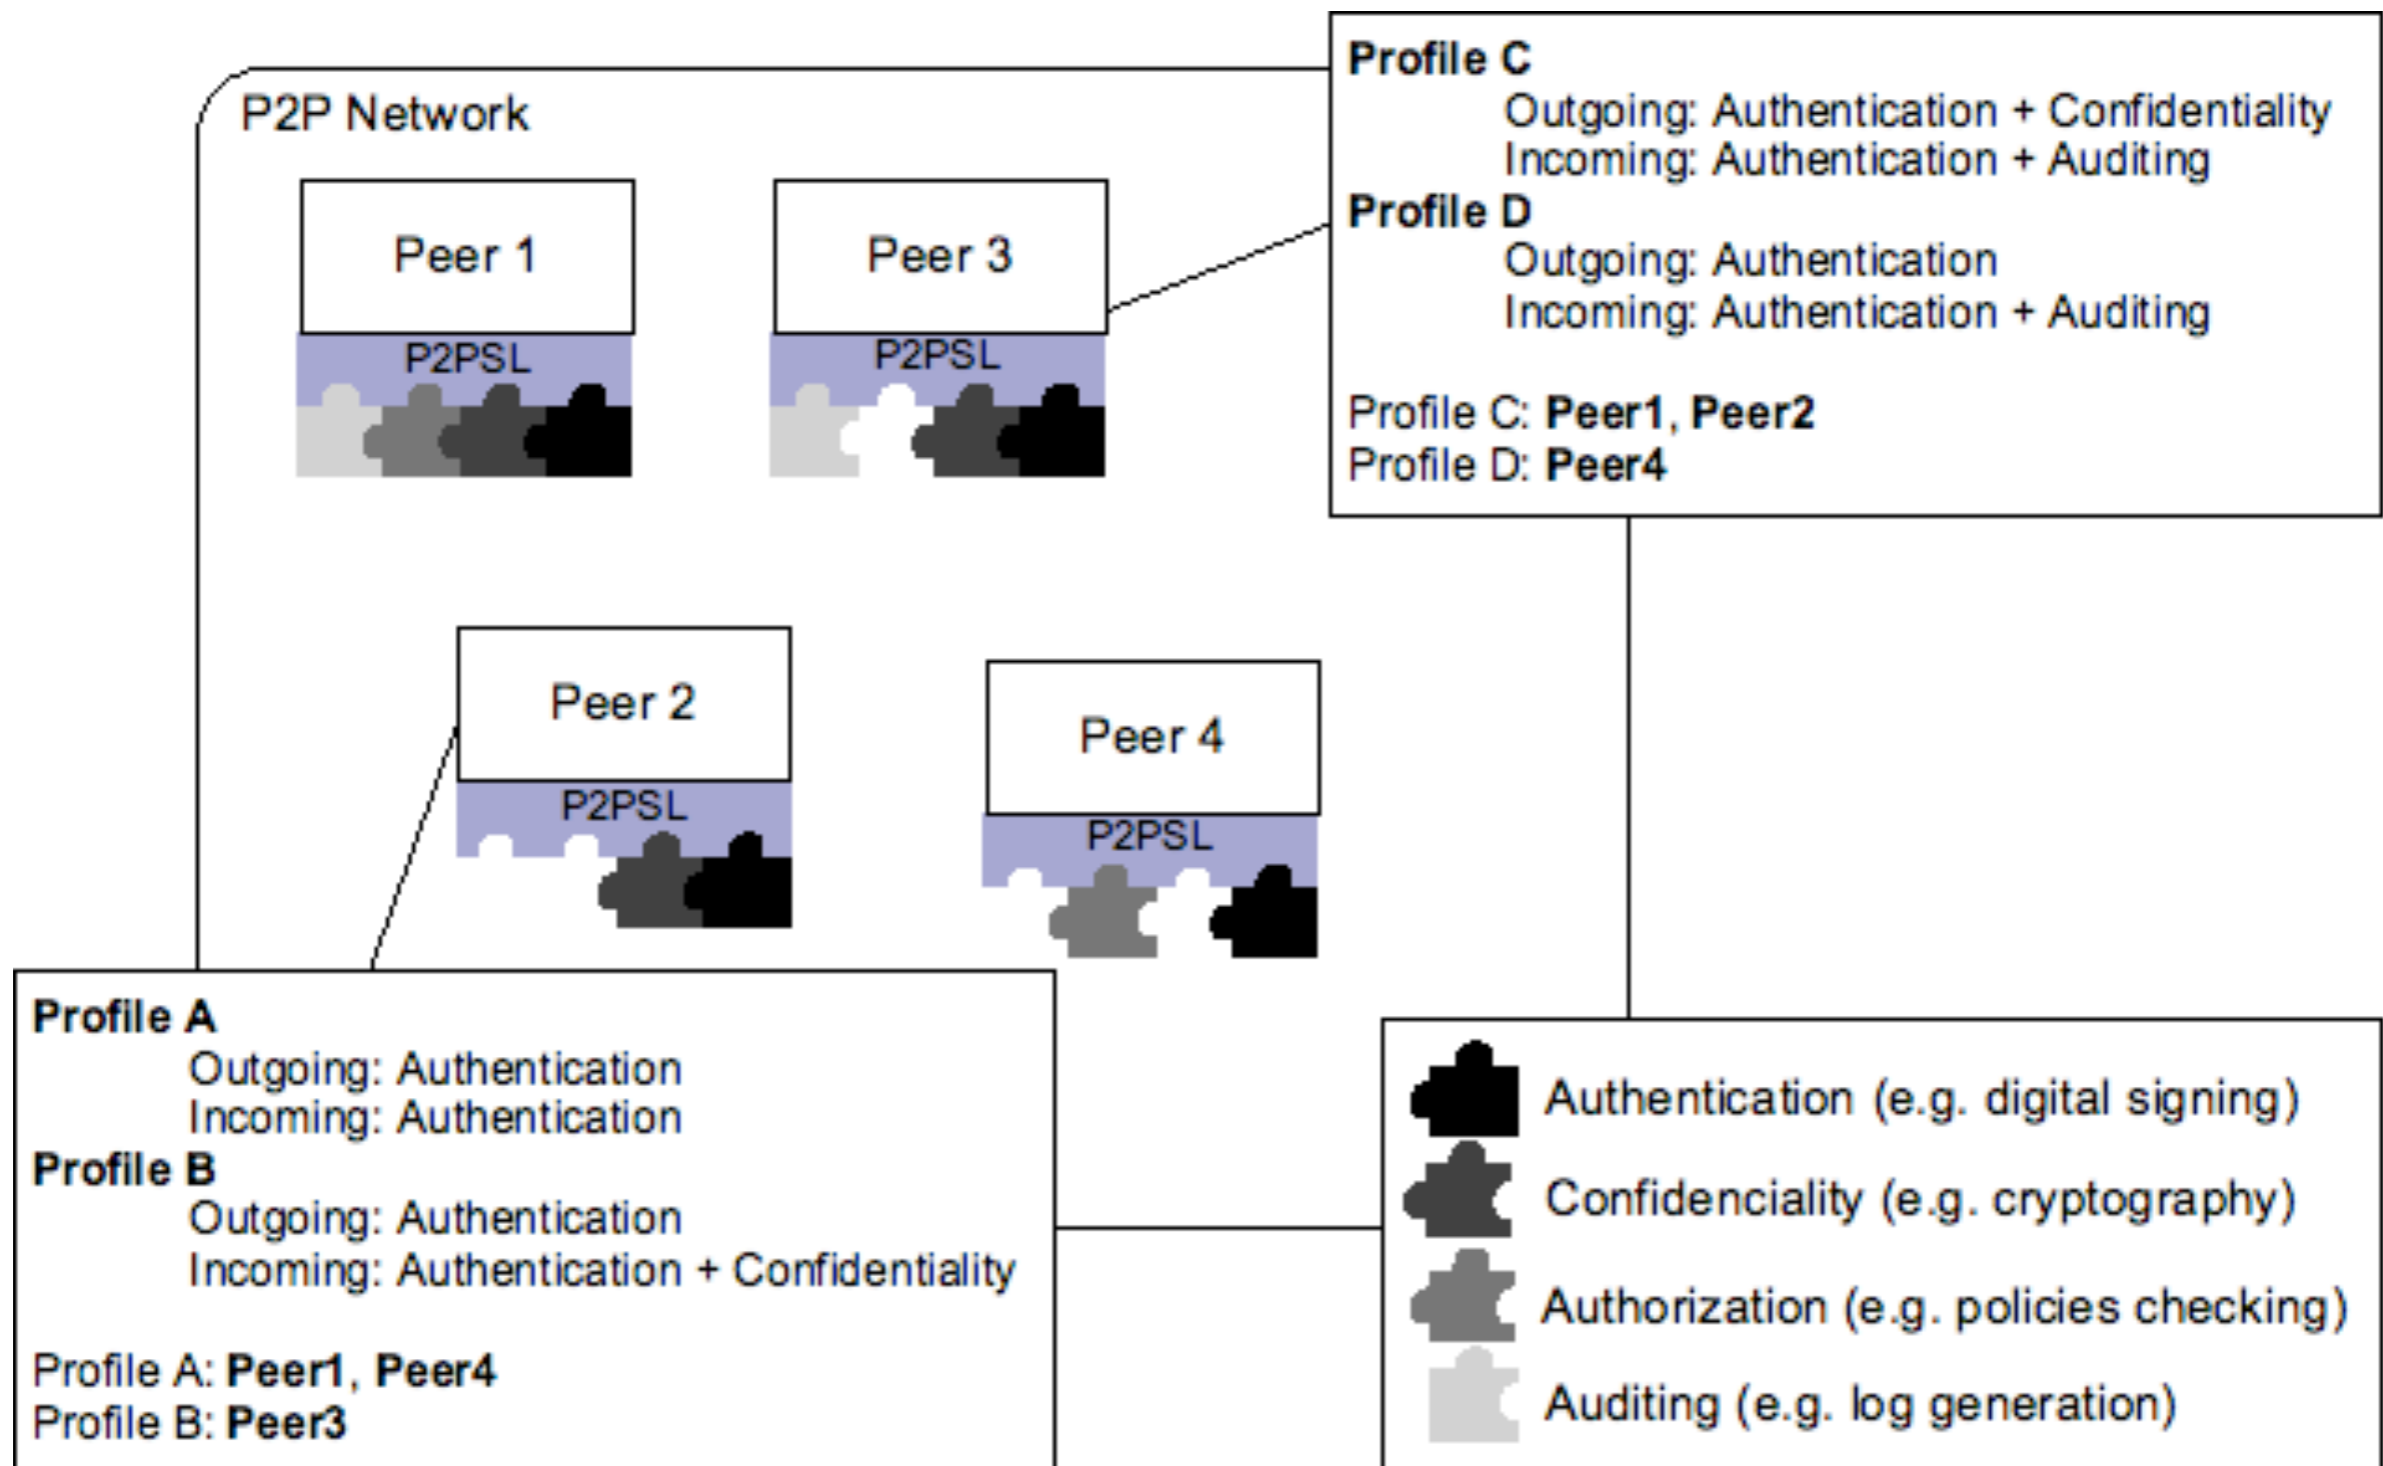 P2P Network
Peer 1
P2PSL
Peer 3
P2PSL
Profile C
Outgoing: Authentication + Confidentiality
Incoming: Authentication + Auditing
Profile D
Outgoing: Authentication
Incoming: Authentication + Auditing
Profile C: Peer1, Peer2
Profile D: Peer4
Peer 2
P2PSL
Peer 4
P2PSL
Profile A
Outgoing: Authentication
Incoming: Authentication
Profile B
Outgoing: Authentication
Incoming: Authentication + Confidentiality
Profile A: Peer1, Peer4
Profile B: Peer3
Authentication (e.g. digital signing)
Confidenciality (e.g. cryptography)
Authorization (e.g. policies checking)
Auditing (e.g. log generation)